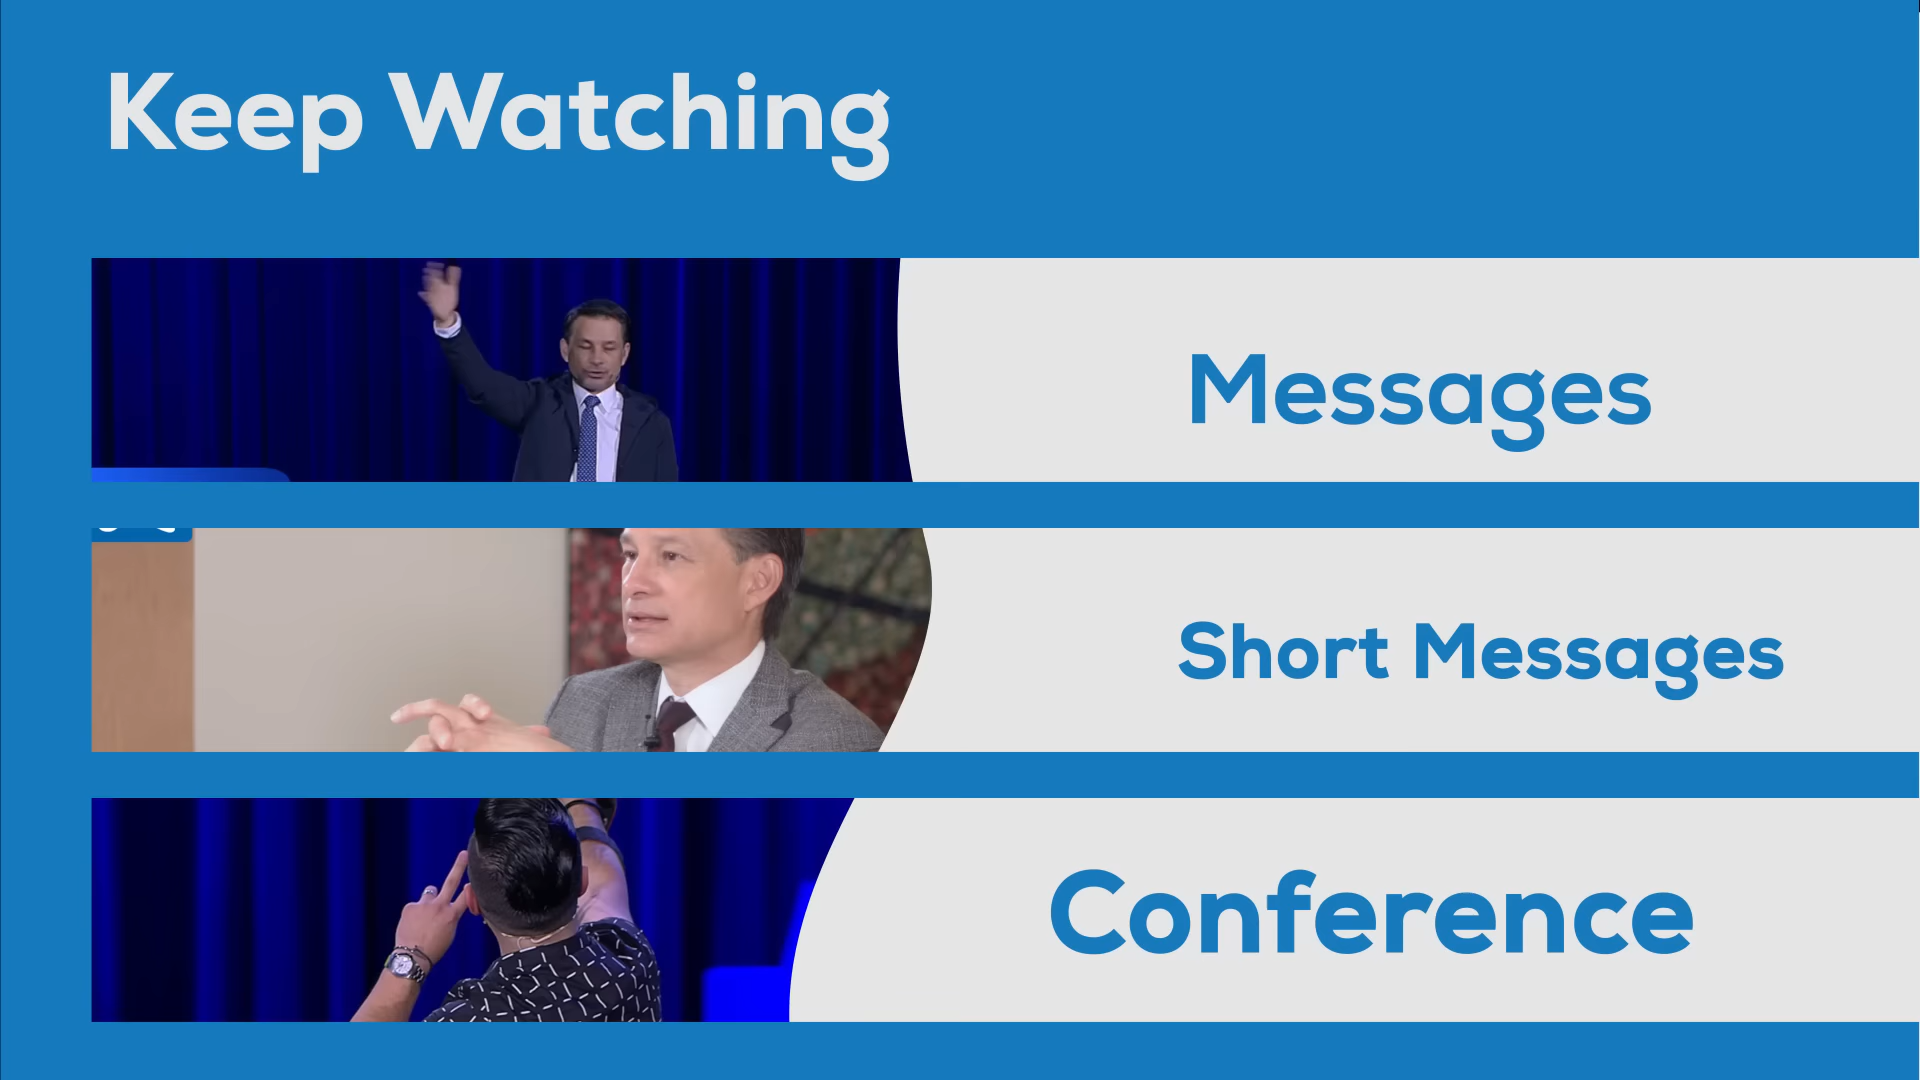 Keep Watching
Messages
Short Messages
Conference